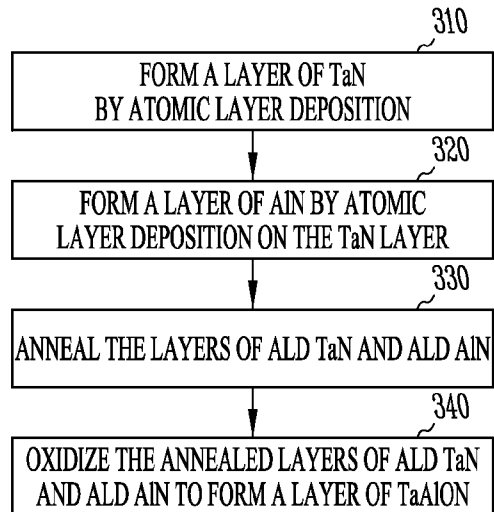 310
FORM A LAYER OF TaN
BY ATOMIC LAYER DEPOSITION
320
FORM A LAYER OF AlN BY ATOMIC
LAYER DEPOSITION ON THE TaN LAYER
330
ANNEAL THE LAYERS OF ALD TaN AND ALD AlN
340
OXIDIZE THE ANNEALED LAYERS OF ALD TaN
AND ALD AlN TO FORM A LAYER OF TaAlON